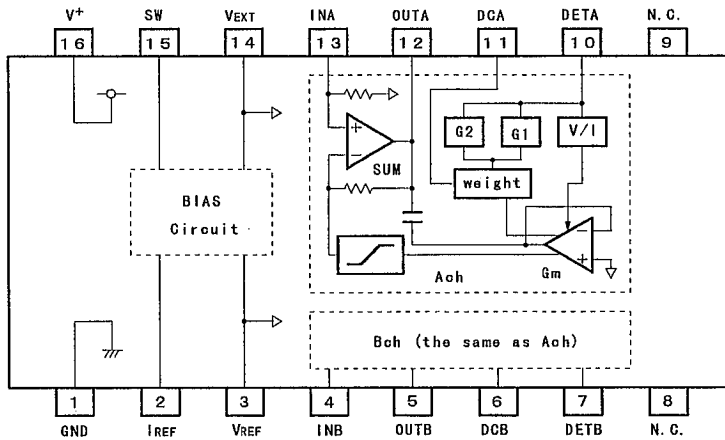 V+ SW VEXT INA OUTA DCA DETA N.C.
16 15 14 13 12 11 10 9
G2 G1 V/I
+
−
SUM
weight
BIAS
Circuit
−
+
Ach Gm
Bch (the same as Ach)
1 2 3 4 5 6 7 8
GND IREF VREF INB OUTB DCB DETB N.C.